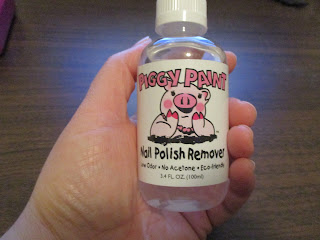 PIGGY PAINT
Nail Polish Remover
Low Odor • No Acetone • Eco-friendly
3.4 FL. OZ. (100ml)